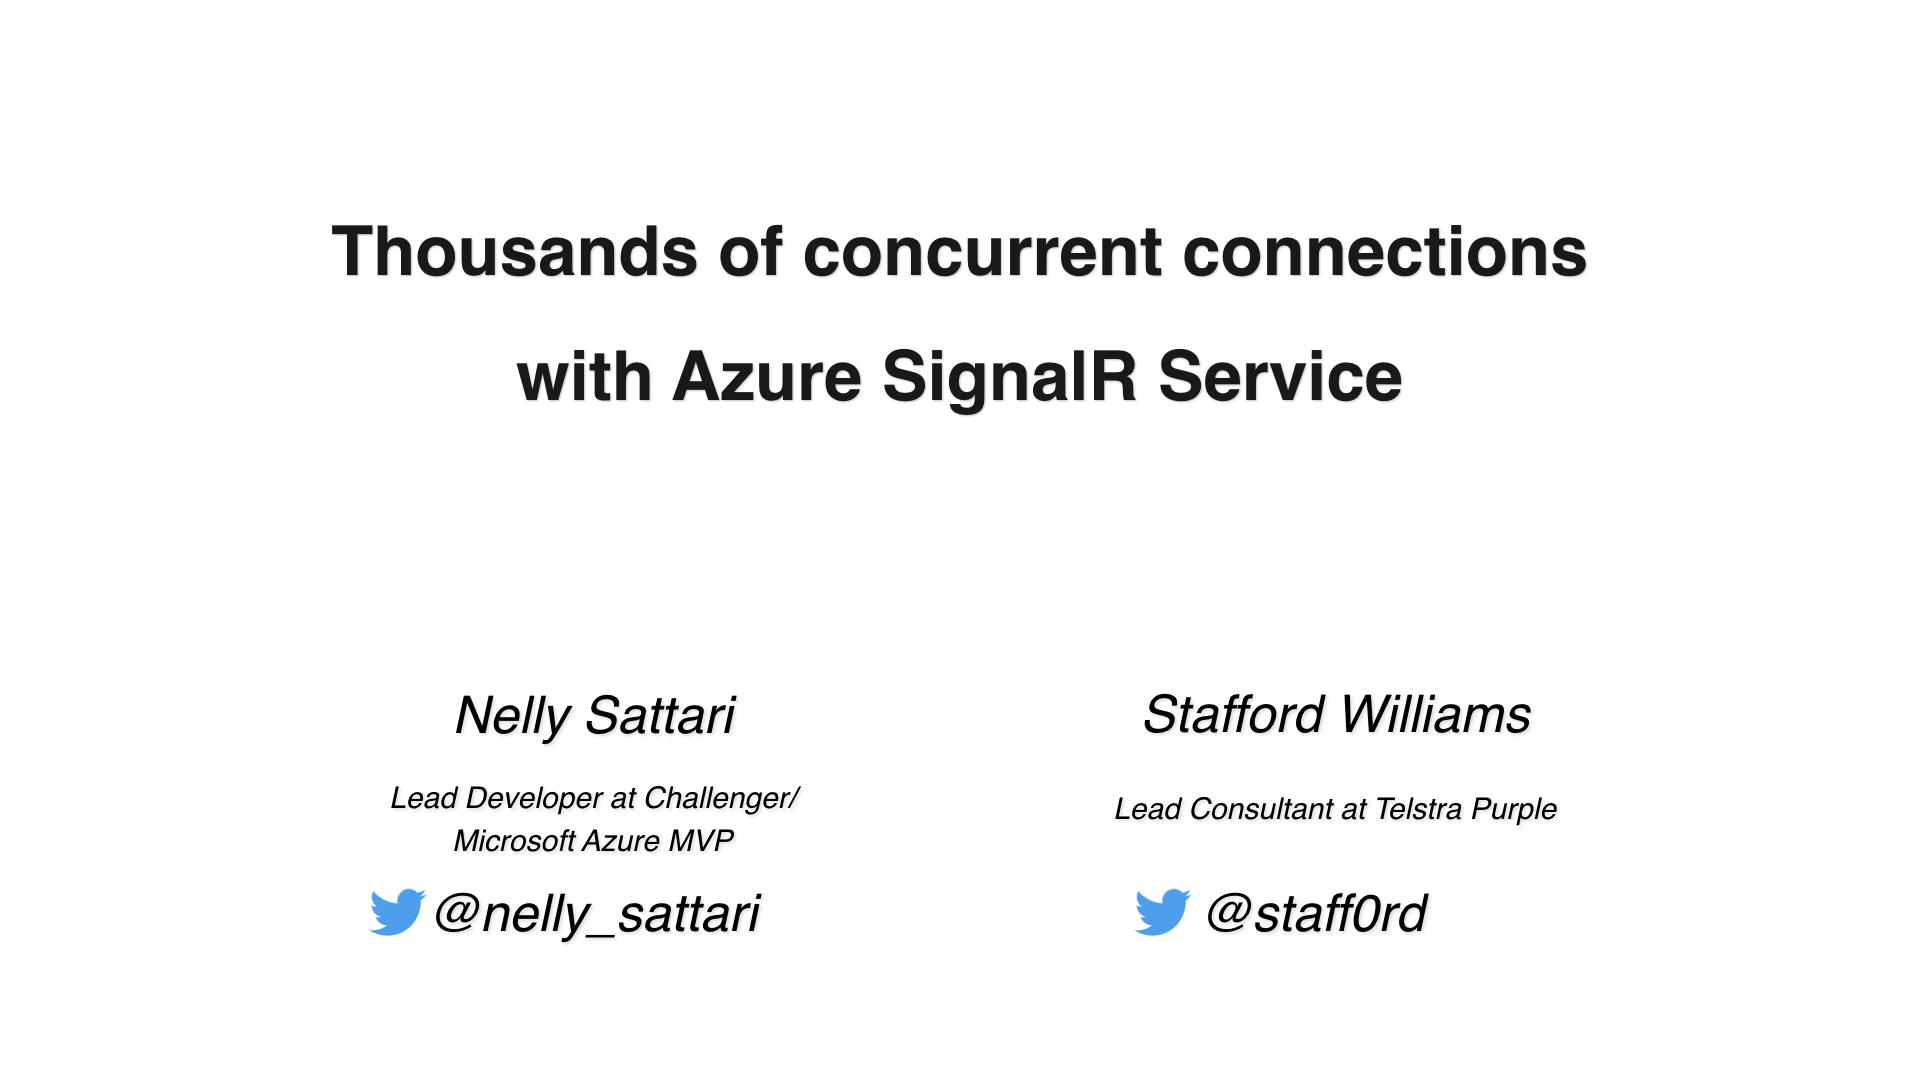 Thousands of concurrent connections
with Azure SignalR Service
Nelly Sattari
Lead Developer at Challenger/
Microsoft Azure MVP
@nelly_sattari
Stafford Williams
Lead Consultant at Telstra Purple
@staff0rd